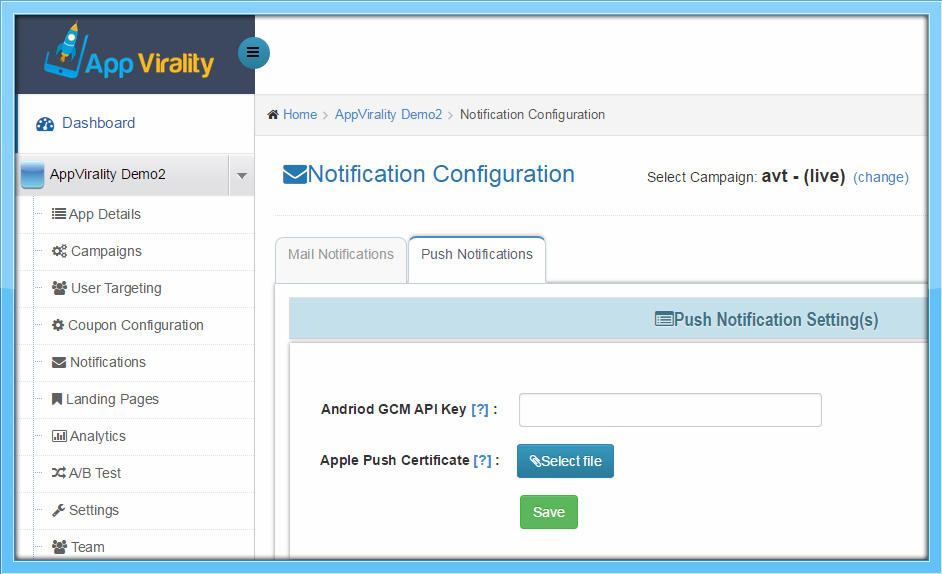 App Virality
Dashboard
Home > AppVirality Demo2 > Notification Configuration
AppVirality Demo2
Notification Configuration
Select Campaign: avt - (live) (change)
App Details
Campaigns
User Targeting
Coupon Configuration
Notifications
Landing Pages
Analytics
A/B Test
Settings
Team
Mail Notifications
Push Notifications
Push Notification Setting(s)
Andriod GCM API Key [?] :
Apple Push Certificate [?] :
Select file
Save